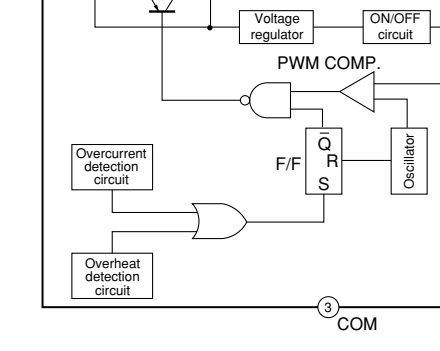 Voltage
regulator
ON/OFF
circuit
PWM COMP.
Overcurrent
detection
circuit
F/F
Q̅
R
S
Oscillator
Overheat
detection
circuit
3
COM